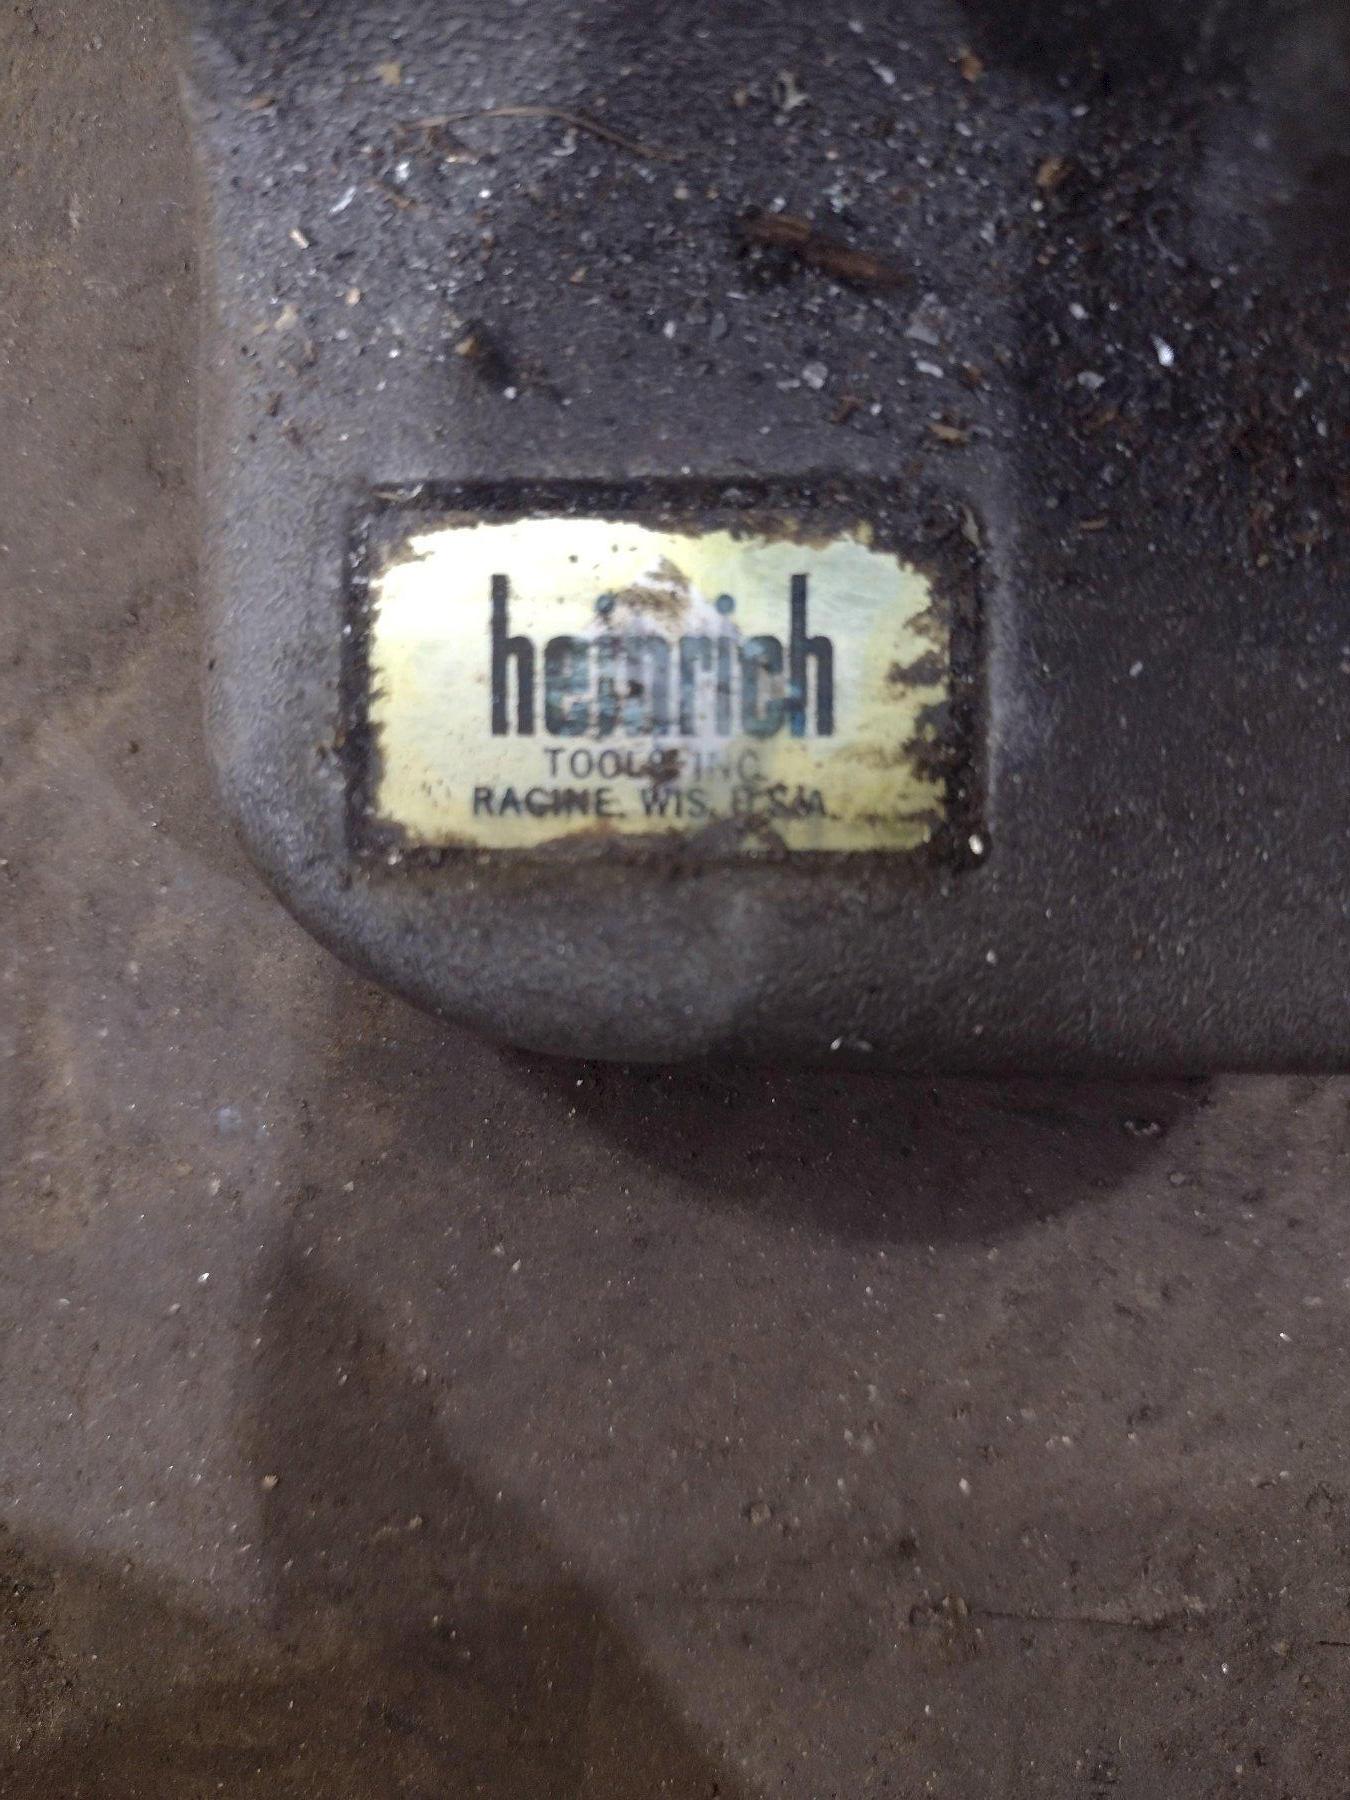 heinrich
TOOLS INC
RACINE. WIS. U.S.A.